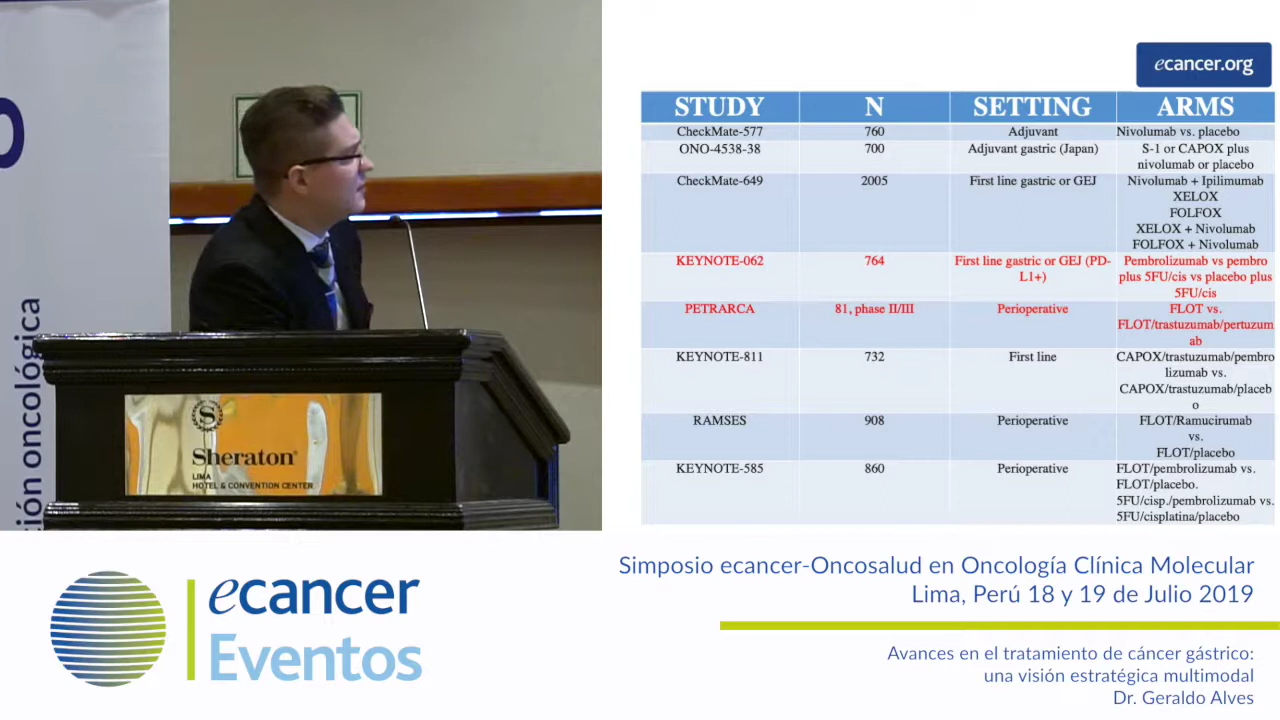 ción oncológica
Sheraton
LIMA
HOTEL & CONVENTION CENTER
ecancer.org
STUDY N SETTING ARMS
CheckMate-577 760 Adjuvant Nivolumab vs. placebo
ONO-4538-38 700 Adjuvant gastric (Japan) S-1 or CAPOX plus
nivolumab or placebo
CheckMate-649 2005 First line gastric or GEJ Nivolumab + Ipilimumab
XELOX
FOLFOX
XELOX + Nivolumab
FOLFOX + Nivolumab
KEYNOTE-062 764 First line gastric or GEJ (PD- Pembrolizumab vs pembro
L1+) plus 5FU/cis vs placebo plus
5FU/cis
PETRARCA 81, phase II/III Perioperative FLOT vs.
FLOT/trastuzumab/pertuzum
ab
KEYNOTE-811 732 First line CAPOX/trastuzumab/pembro
lizumab vs.
CAPOX/trastuzumab/placeb
o
RAMSES 908 Perioperative FLOT/Ramucirumab
vs.
FLOT/placebo
KEYNOTE-585 860 Perioperative FLOT/pembrolizumab vs.
FLOT/placebo.
5FU/cisp./pembrolizumab vs.
5FU/cisplatina/placebo
ecancer
Eventos
Simposio ecancer-Oncosalud en Oncología Clínica Molecular
Lima, Perú 18 y 19 de Julio 2019
Avances en el tratamiento de cáncer gástrico:
una visión estratégica multimodal
Dr. Geraldo Alves